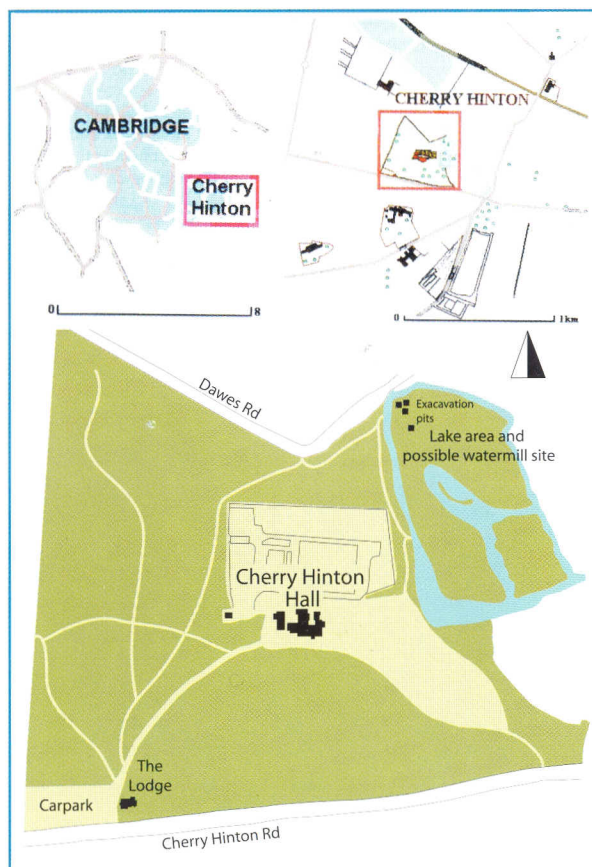 CAMBRIDGE
Cherry
Hinton
0
8
CHERRY HINTON
0
1km
Dawes Rd
Exacavation
pits
Lake area and
possible watermill site
Cherry Hinton
Hall
The
Lodge
Carpark
Cherry Hinton Rd